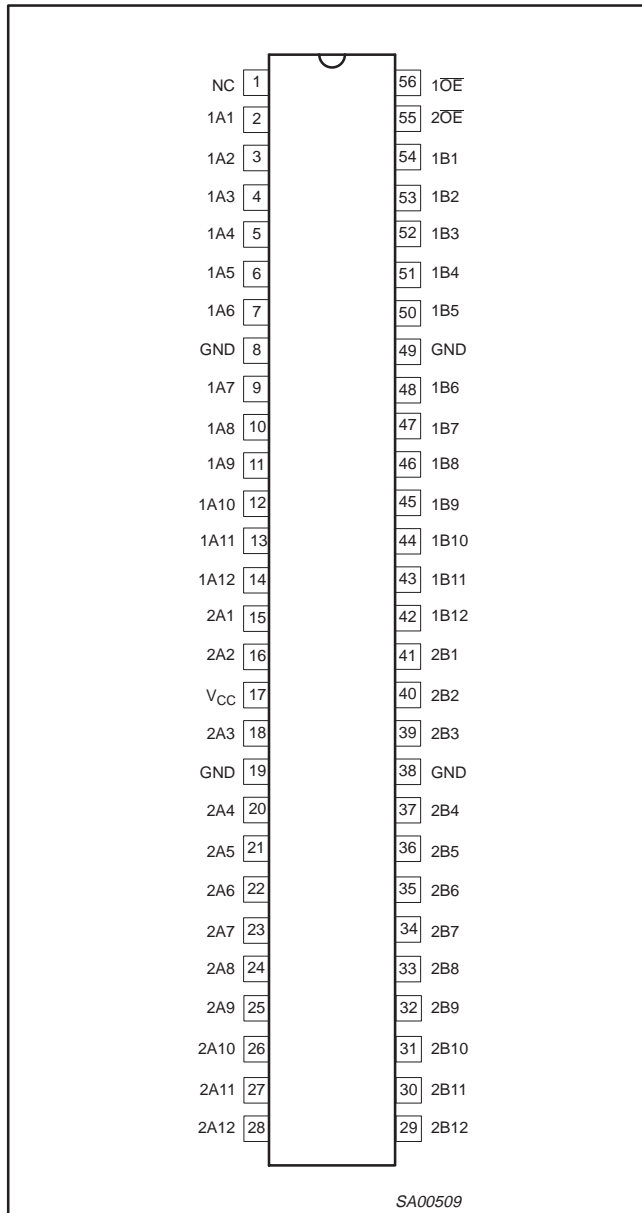 NC 1 56 1O̅E̅
1A1 2 55 2O̅E̅
1A2 3 54 1B1
1A3 4 53 1B2
1A4 5 52 1B3
1A5 6 51 1B4
1A6 7 50 1B5
GND 8 49 GND
1A7 9 48 1B6
1A8 10 47 1B7
1A9 11 46 1B8
1A10 12 45 1B9
1A11 13 44 1B10
1A12 14 43 1B11
2A1 15 42 1B12
2A2 16 41 2B1
VCC 17 40 2B2
2A3 18 39 2B3
GND 19 38 GND
2A4 20 37 2B4
2A5 21 36 2B5
2A6 22 35 2B6
2A7 23 34 2B7
2A8 24 33 2B8
2A9 25 32 2B9
2A10 26 31 2B10
2A11 27 30 2B11
2A12 28 29 2B12
SA00509